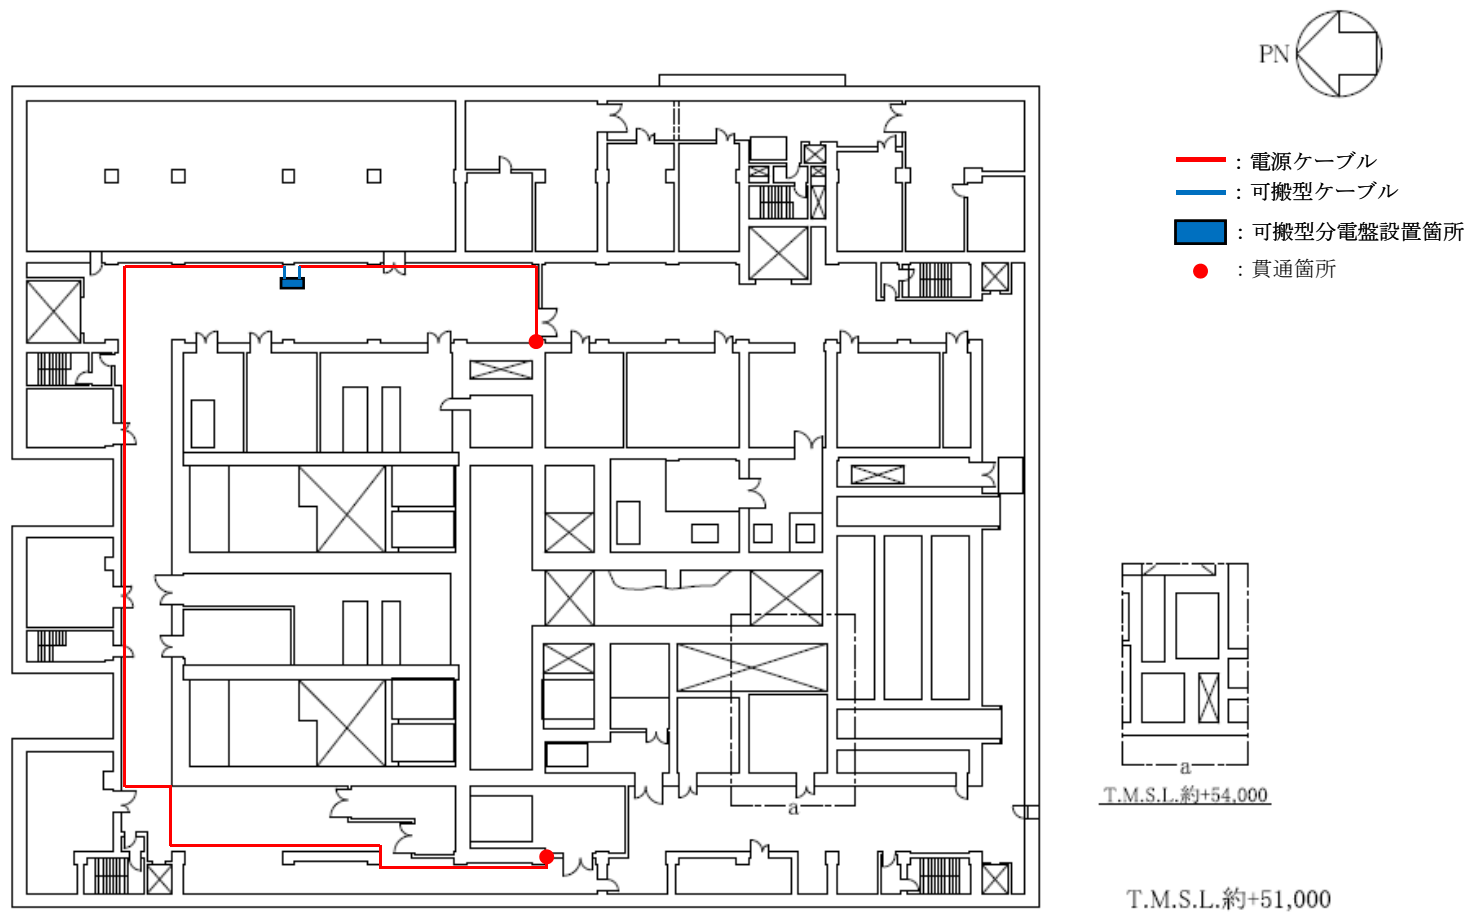 PN
：電源ケーブル
：可搬型ケーブル
：可搬型分電盤設置箇所
：貫通箇所
a
a
T.M.S.L.約+54,000
T.M.S.L.約+51,000